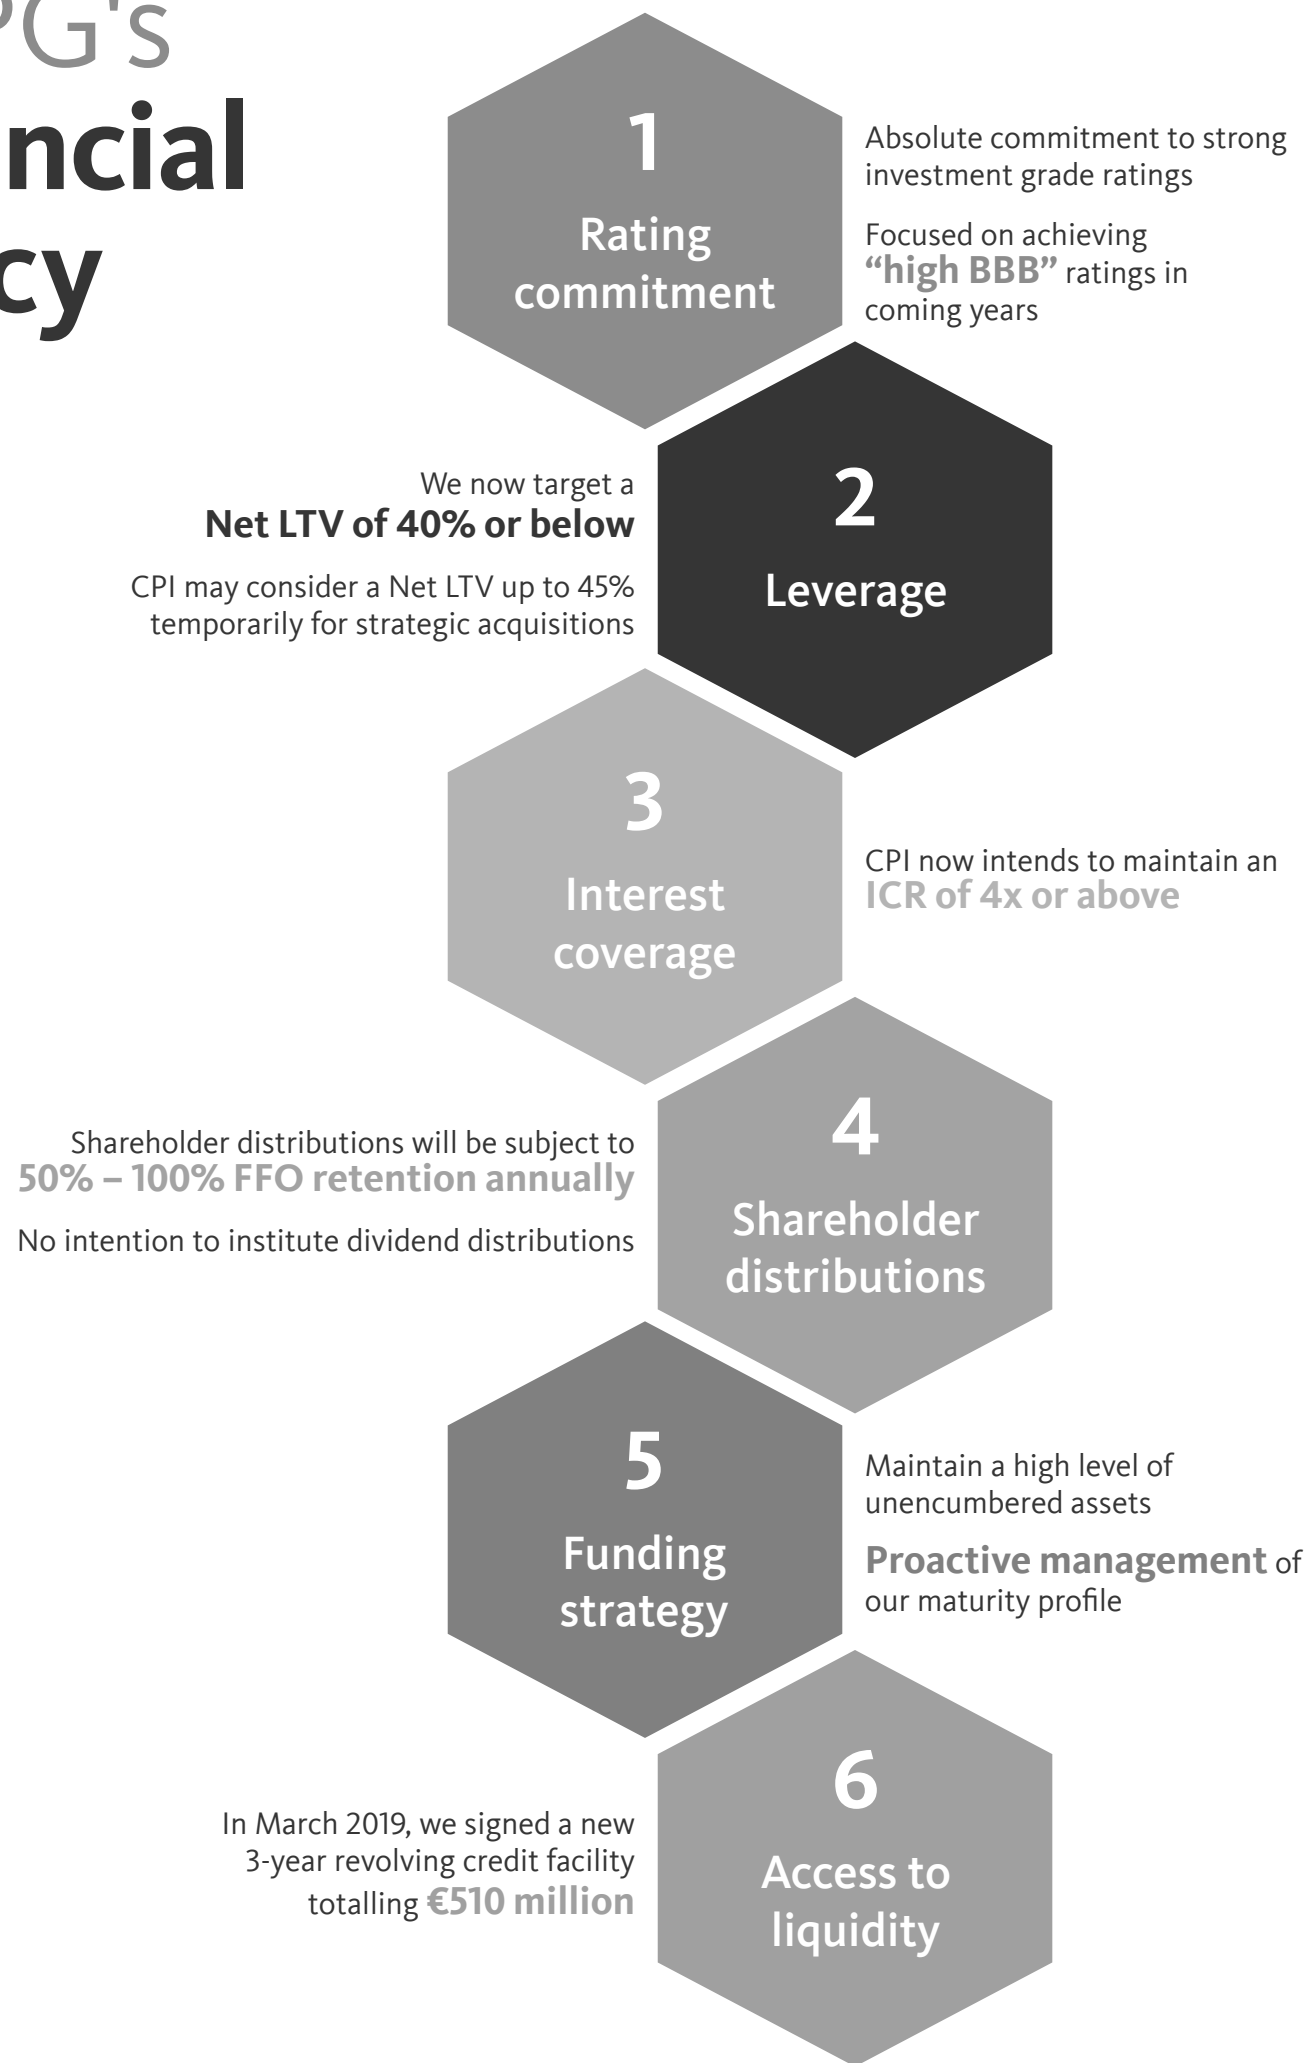 PG's
ncial
cy
1
Rating
commitment
Absolute commitment to strong
investment grade ratings
Focused on achieving
“high BBB” ratings in
coming years
We now target a
Net LTV of 40% or below
CPI may consider a Net LTV up to 45%
temporarily for strategic acquisitions
2
Leverage
3
Interest
coverage
CPI now intends to maintain an
ICR of 4x or above
Shareholder distributions will be subject to
50% – 100% FFO retention annually
No intention to institute dividend distributions
4
Shareholder
distributions
5
Funding
strategy
Maintain a high level of
unencumbered assets
Proactive management of
our maturity profile
In March 2019, we signed a new
3-year revolving credit facility
totalling €510 million
6
Access to
liquidity